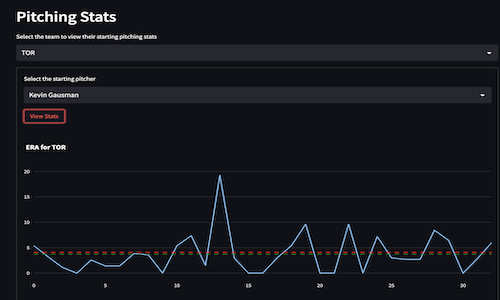 Pitching Stats
Select the team to view their starting pitching stats
TOR
Select the starting pitcher
Kevin Gausman
View Stats
ERA for TOR
20
15
10
5
0
0 5 10 15 20 25 30